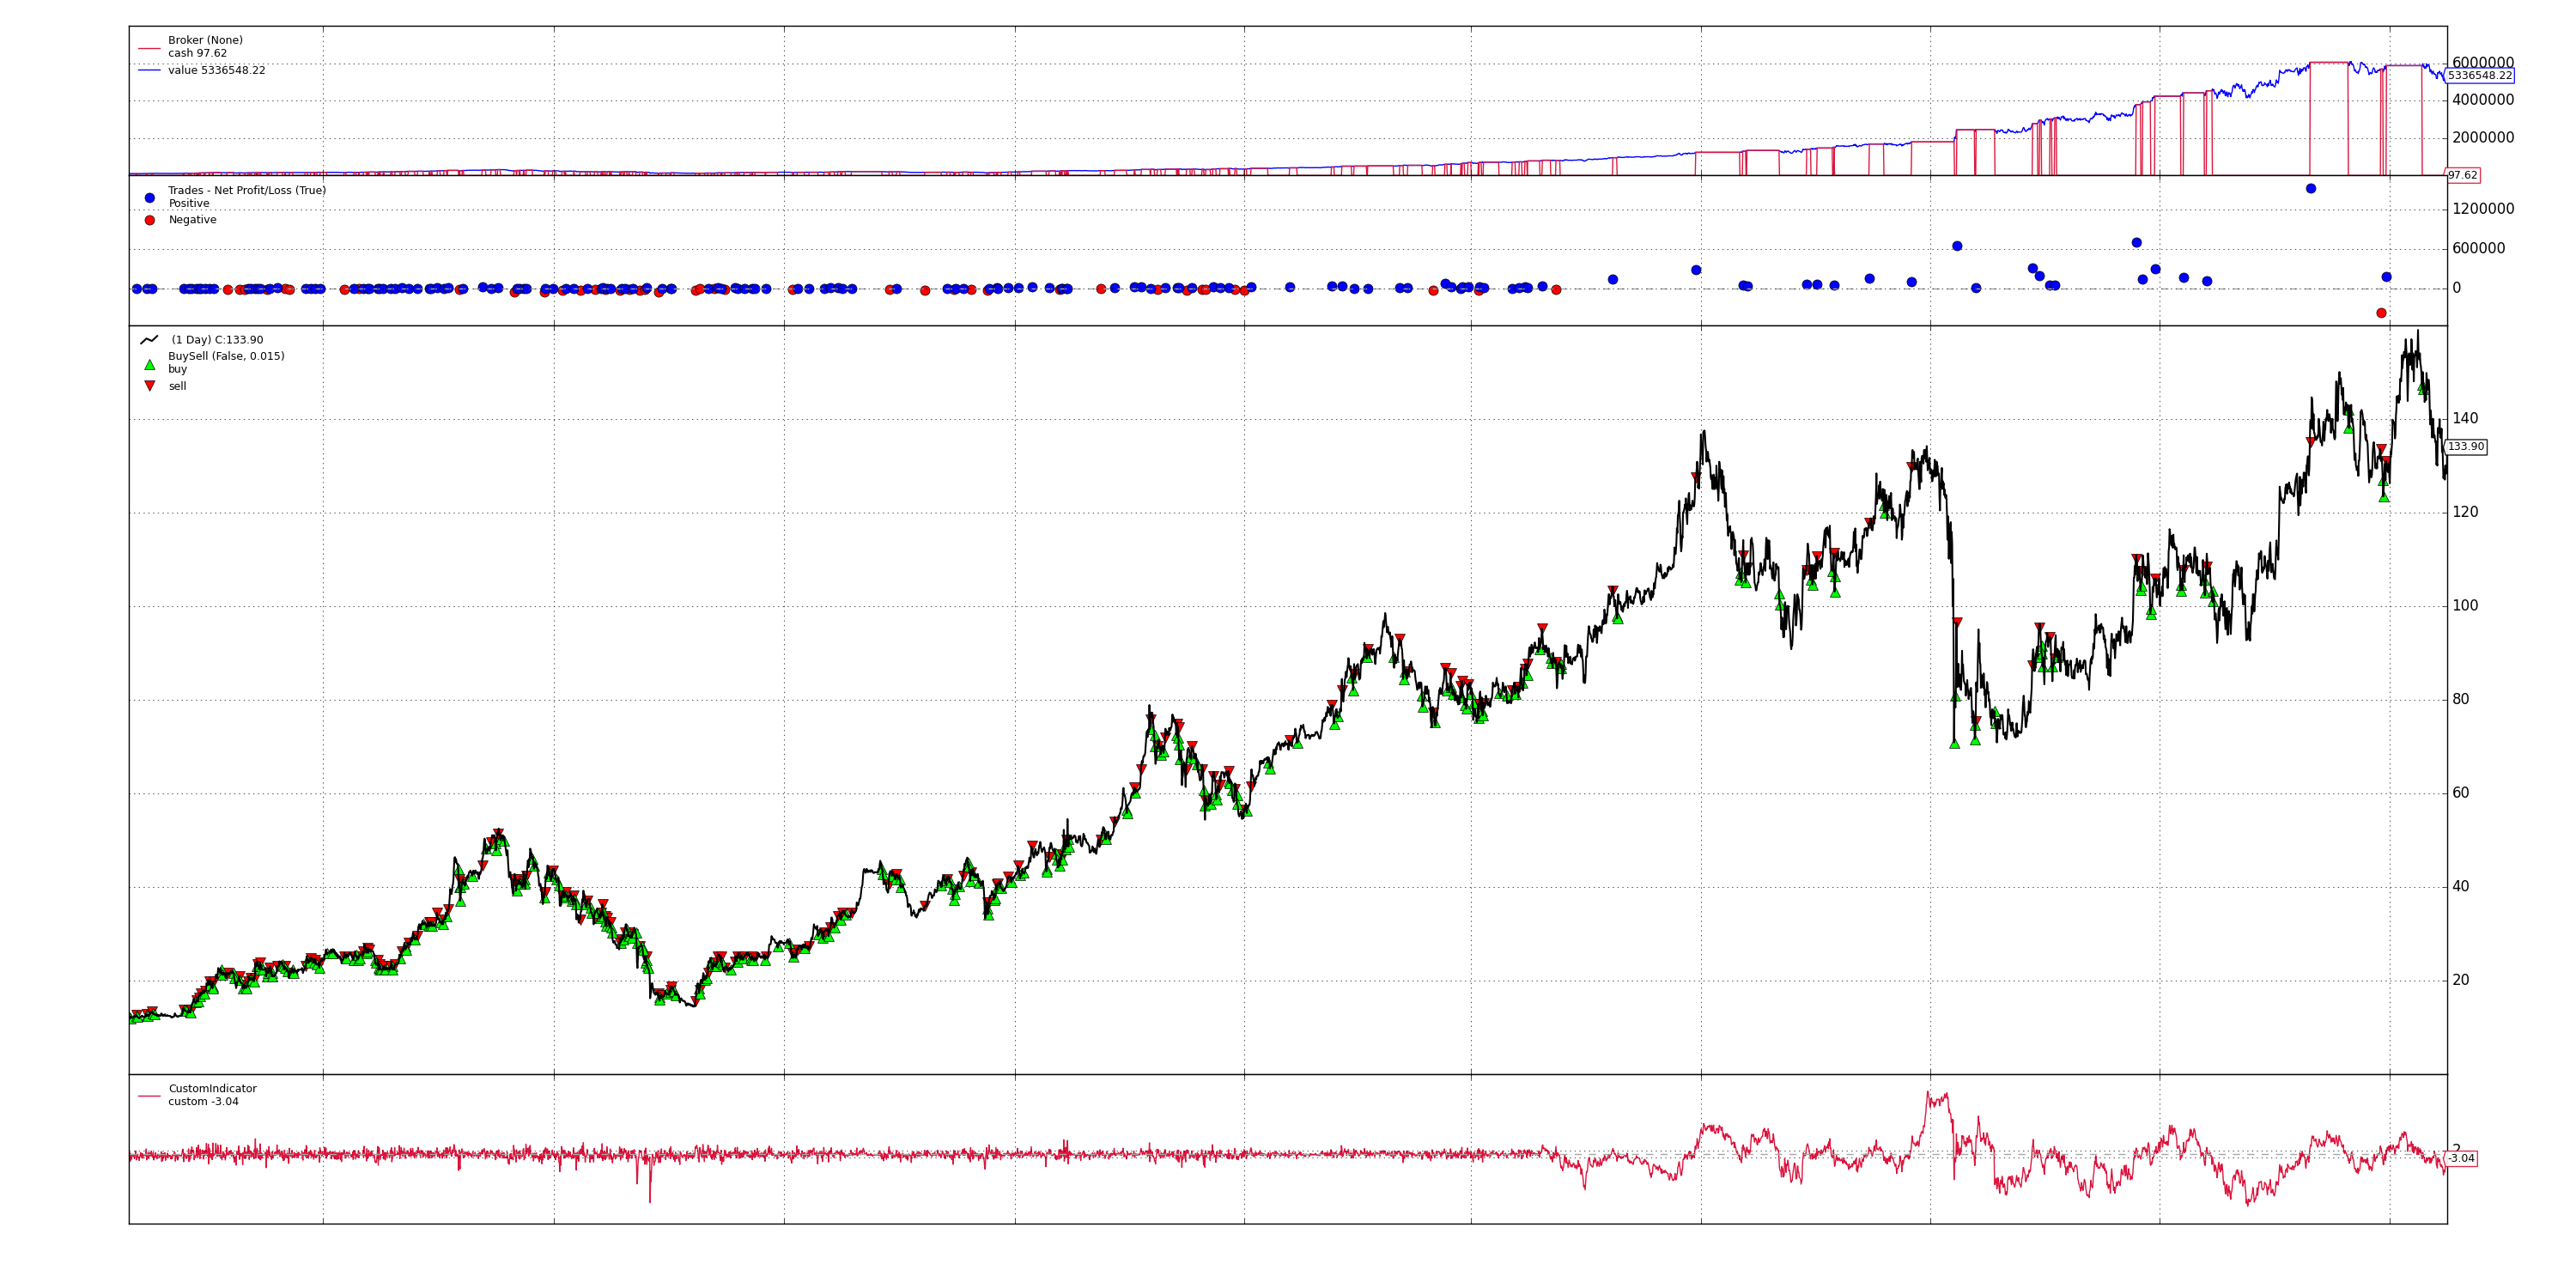 Broker (None)
cash 97.62
value 5336548.22
6000000
5336548.22
4000000
2000000
97.62
Trades - Net Profit/Loss (True)
Positive
Negative
1200000
600000
0
(1 Day) C:133.90
BuySell (False, 0.015)
buy
sell
140
133.90
120
100
80
60
40
20
CustomIndicator
custom -3.04
2
-3.04